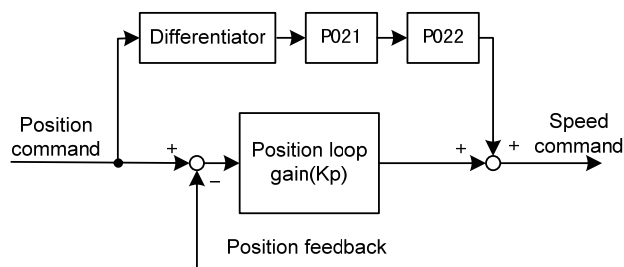 Differentiator
P021
P022
Position
command
+
−
Position loop
gain(Kp)
+
+
Speed
command
Position feedback